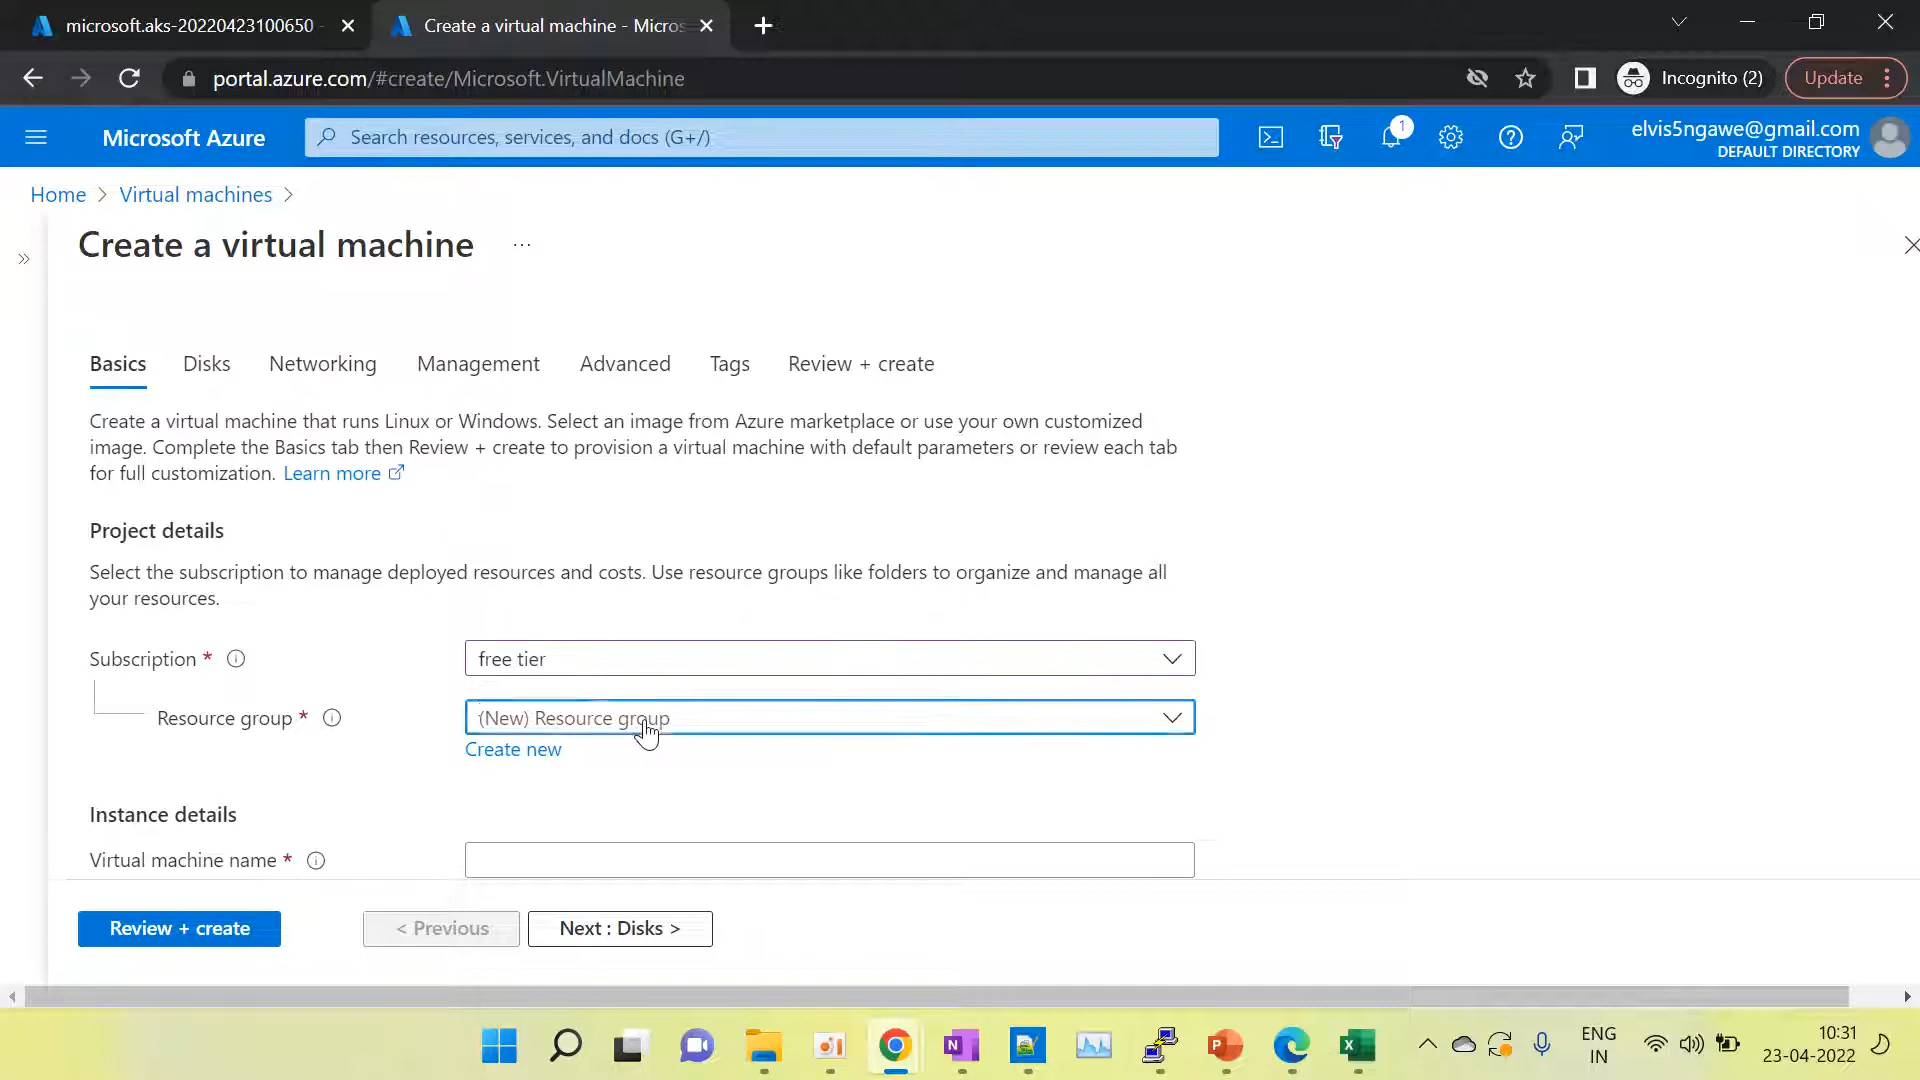 microsoft.aks-20220423100650 -
Create a virtual machine - Micros
portal.azure.com/#create/Microsoft.VirtualMachine
Incognito (2)
Update
Microsoft Azure
Search resources, services, and docs (G+/)
1
elvis5ngawe@gmail.com
DEFAULT DIRECTORY
Home > Virtual machines >
Create a virtual machine ...
Basics Disks Networking Management Advanced Tags Review + create
Create a virtual machine that runs Linux or Windows. Select an image from Azure marketplace or use your own customized
image. Complete the Basics tab then Review + create to provision a virtual machine with default parameters or review each tab
for full customization. Learn more
Project details
Select the subscription to manage deployed resources and costs. Use resource groups like folders to organize and manage all
your resources.
Subscription *
free tier
Resource group *
(New) Resource group
Create new
Instance details
Virtual machine name *
Review + create
< Previous
Next : Disks >
ENG
IN
10:31
23-04-2022